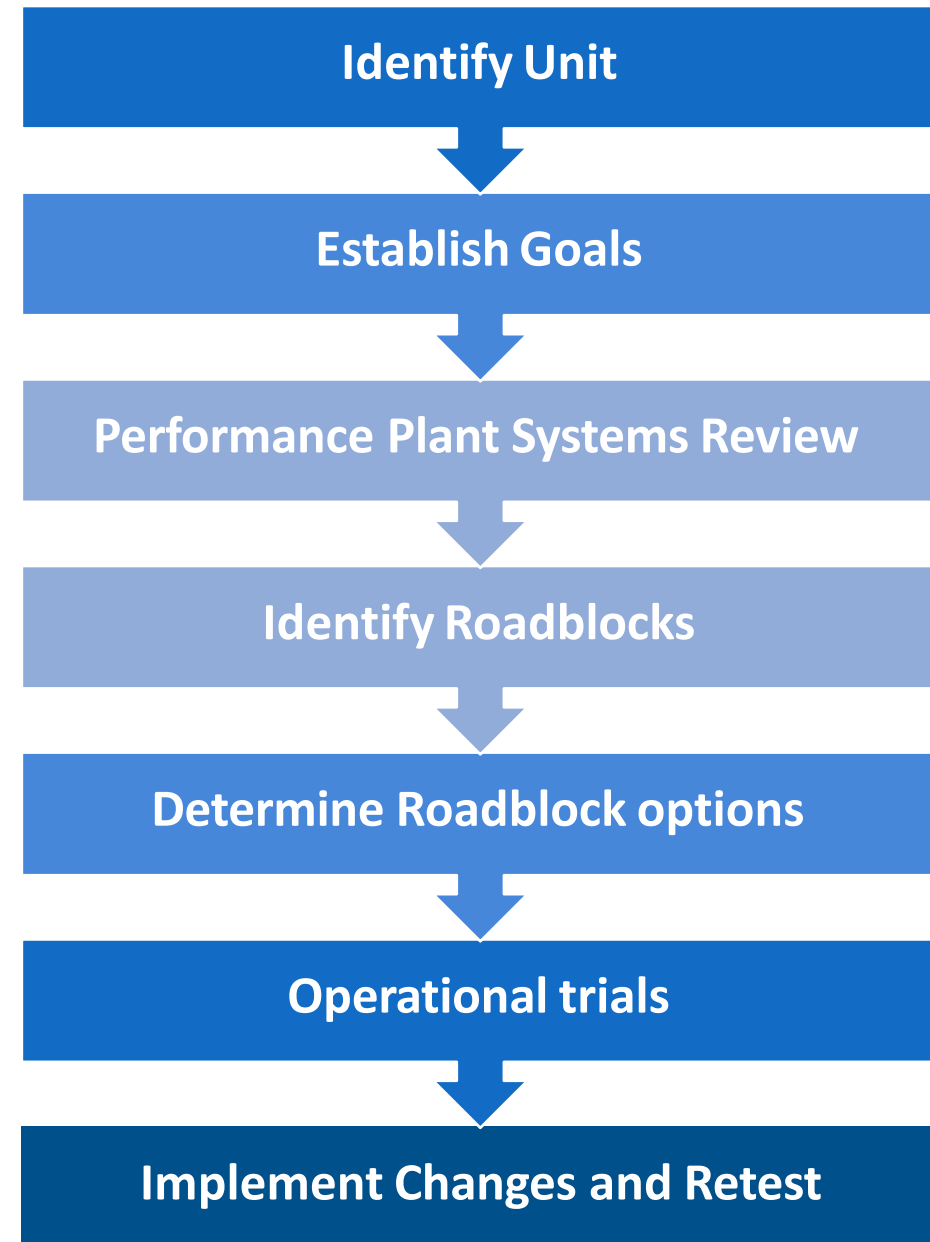 Identify Unit
Establish Goals
Performance Plant Systems Review
Identify Roadblocks
Determine Roadblock options
Operational trials
Implement Changes and Retest